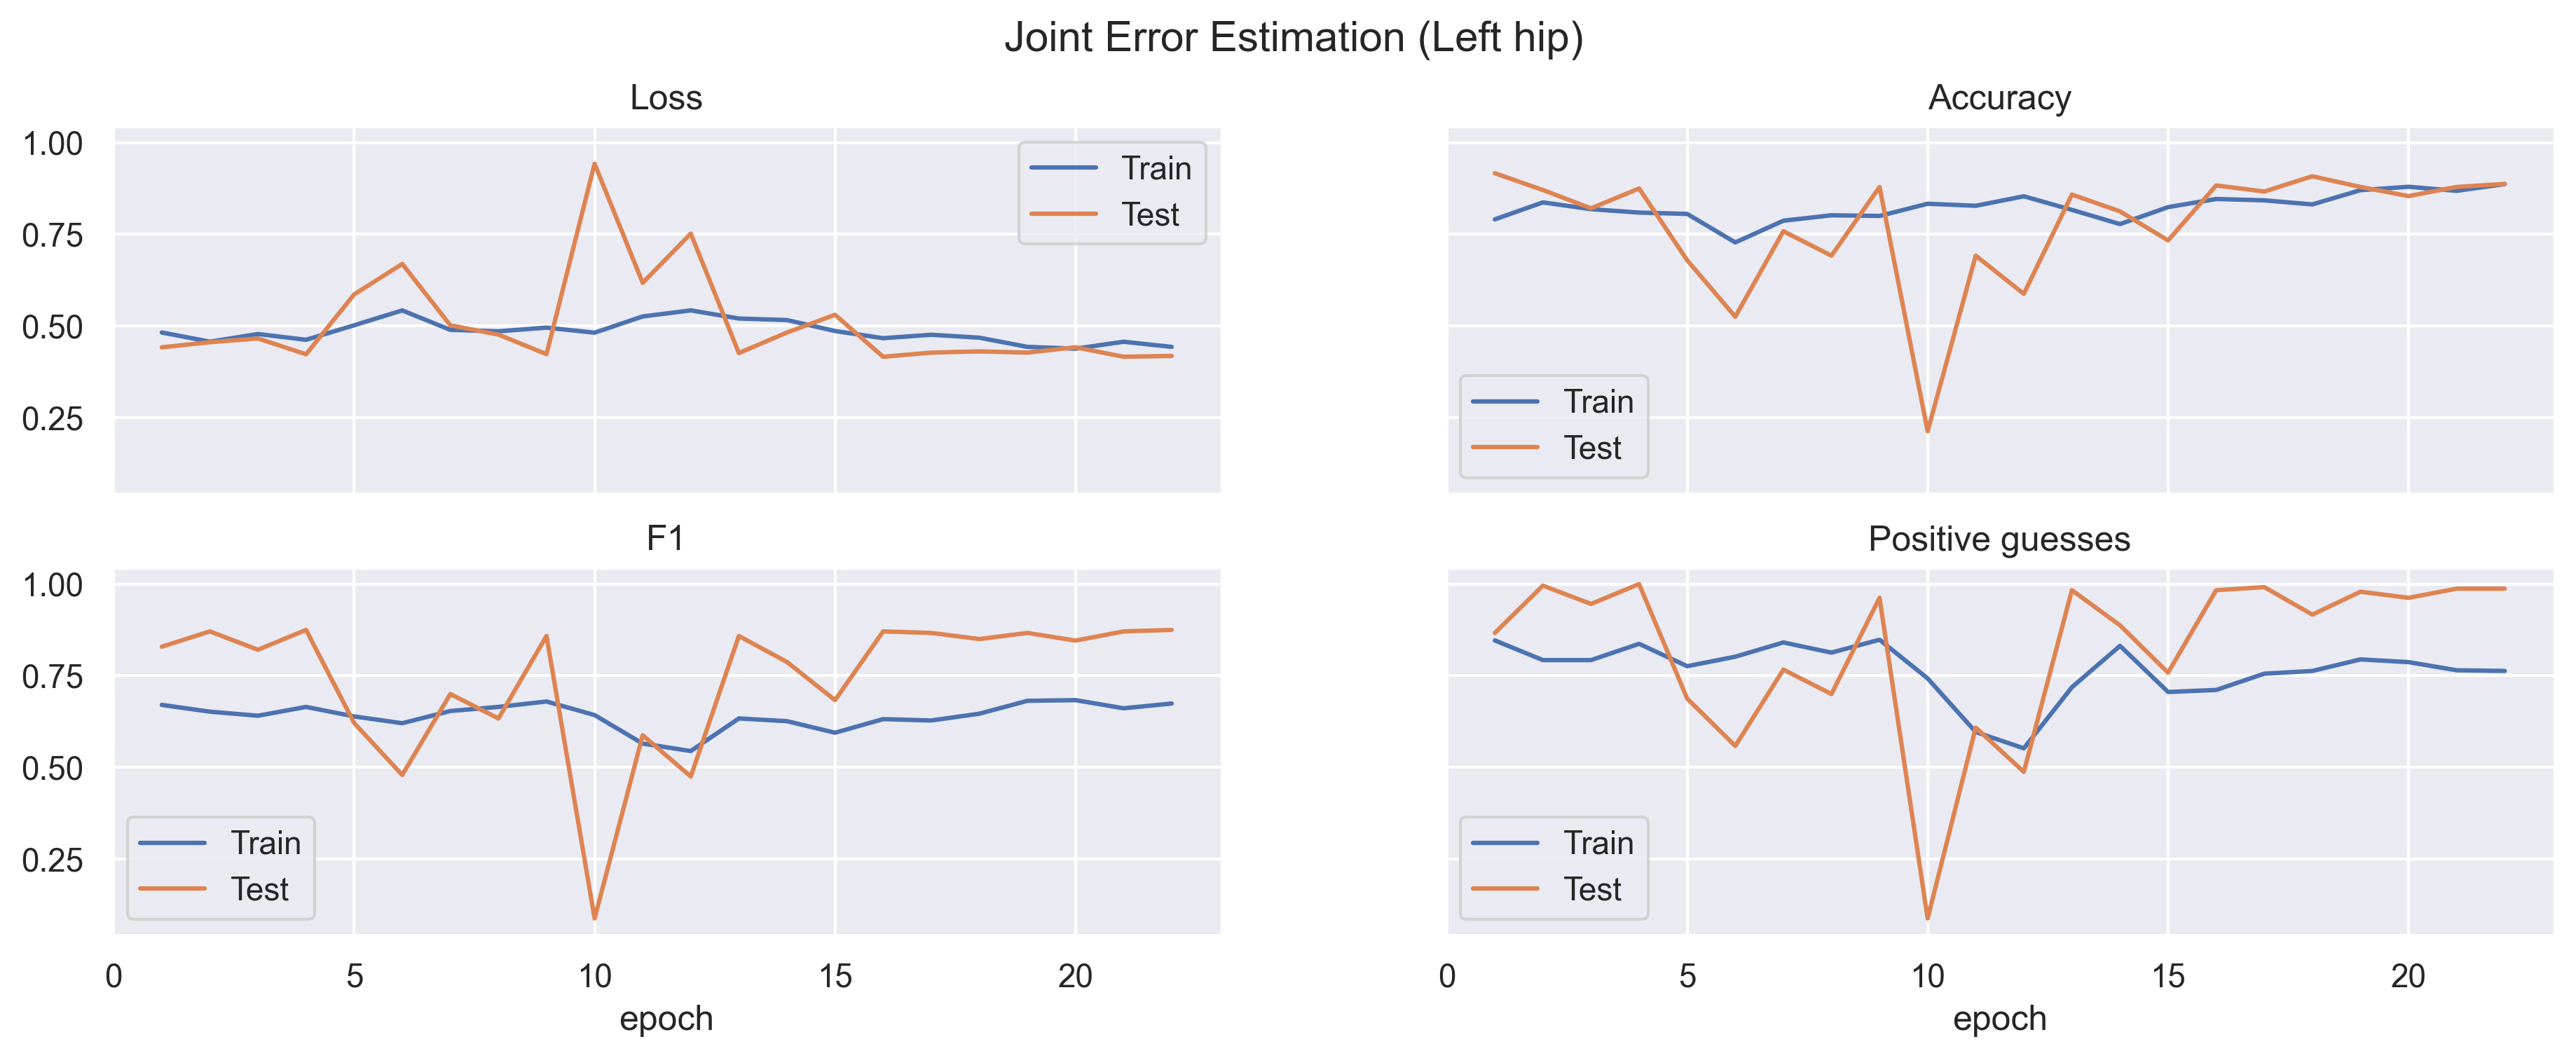 Joint Error Estimation (Left hip)
Loss
1.00
0.75
0.50
0.25
Train
Test
Accuracy
Train
Test
F1
1.00
0.75
0.50
0.25
Train
Test
0 5 10 15 20
epoch
Positive guesses
Train
Test
0 5 10 15 20
epoch